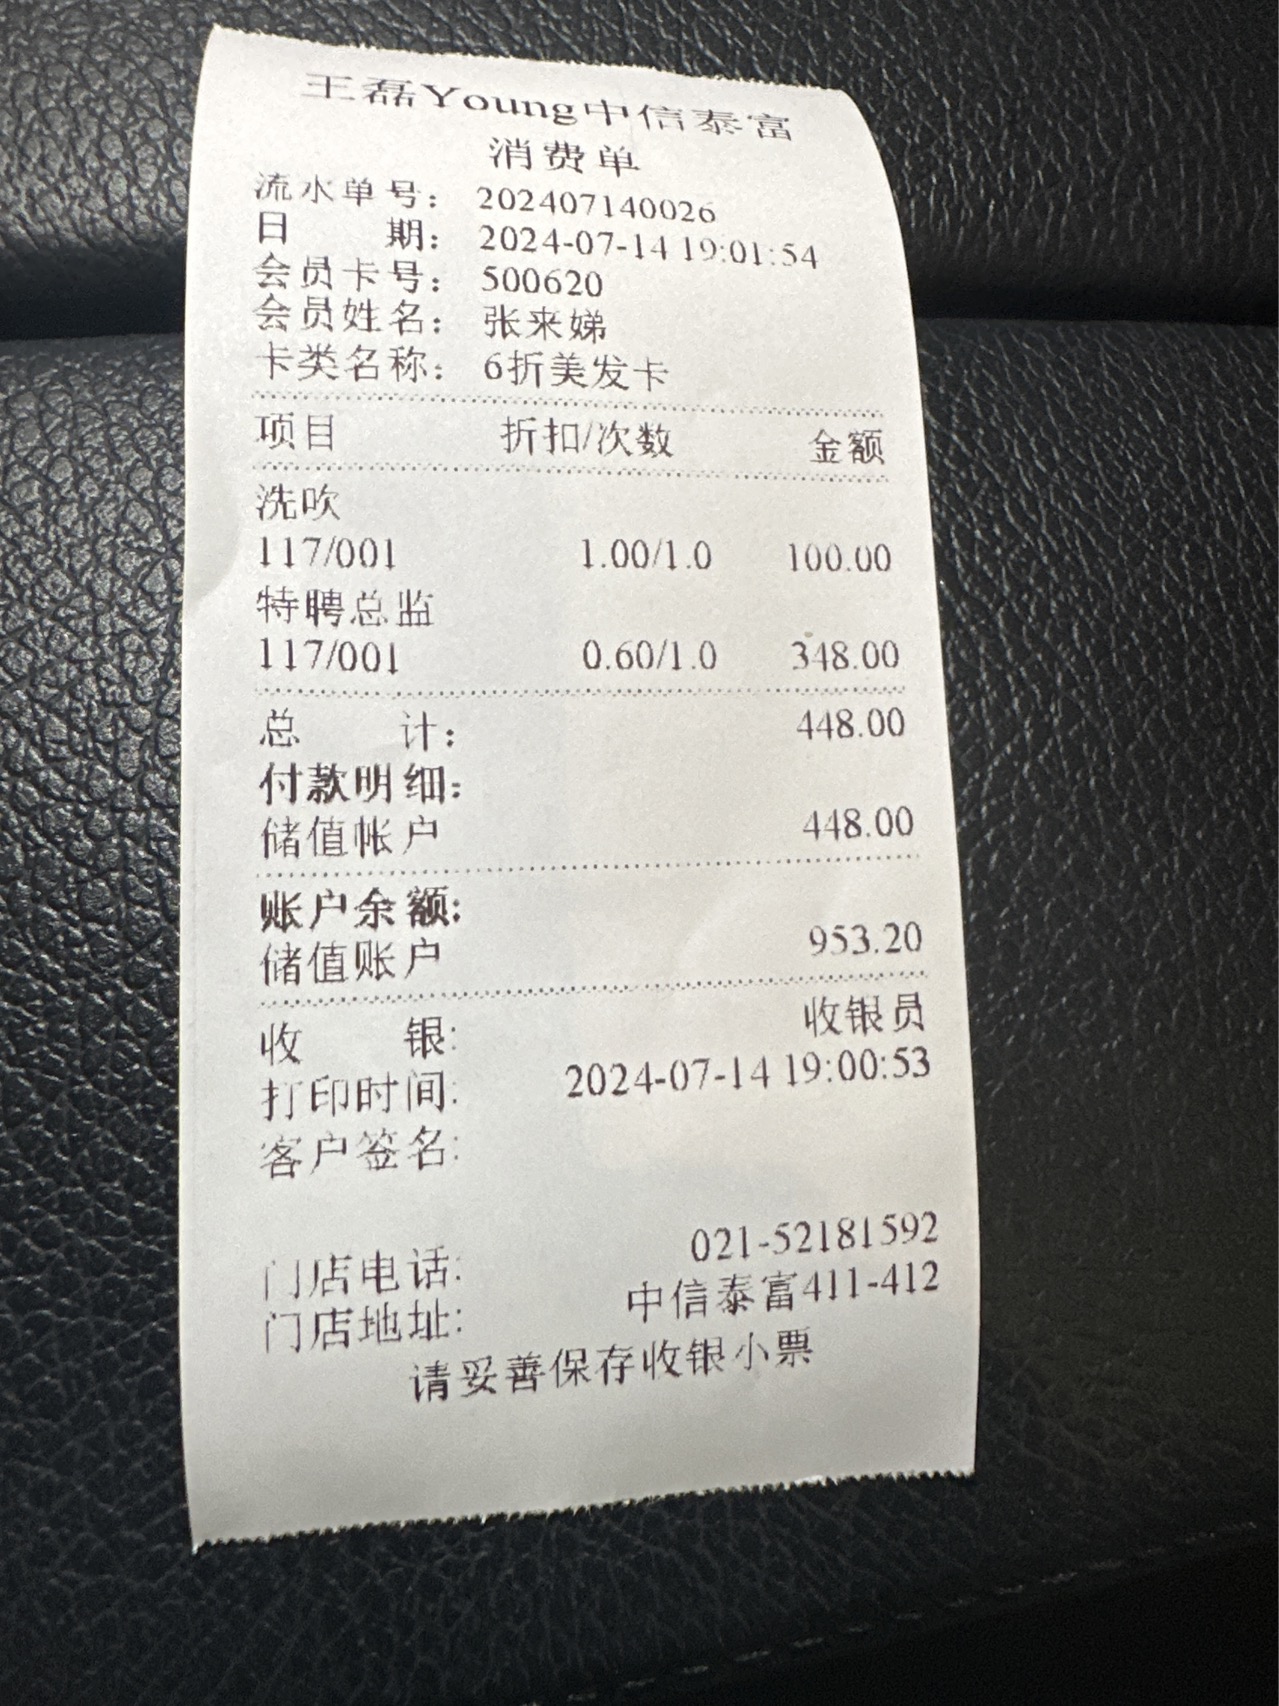 王磊Young中信泰富
消费单
流水单号： 202407140026
日 期： 2024-07-14 19:01:54
会员卡号： 500620
会员姓名： 张来娣
卡类名称： 6折美发卡
项目 折扣/次数 金额
洗吹
117/001 1.00/1.0 100.00
特聘总监
117/001 0.60/1.0 348.00
总 计： 448.00
付款明细：
储值帐户 448.00
账户余额：
储值账户 953.20
收 银: 收银员
打印时间: 2024-07-14 19:00:53
客户签名:
门店电话: 021-52181592
门店地址: 中信泰富411-412
请妥善保存收银小票